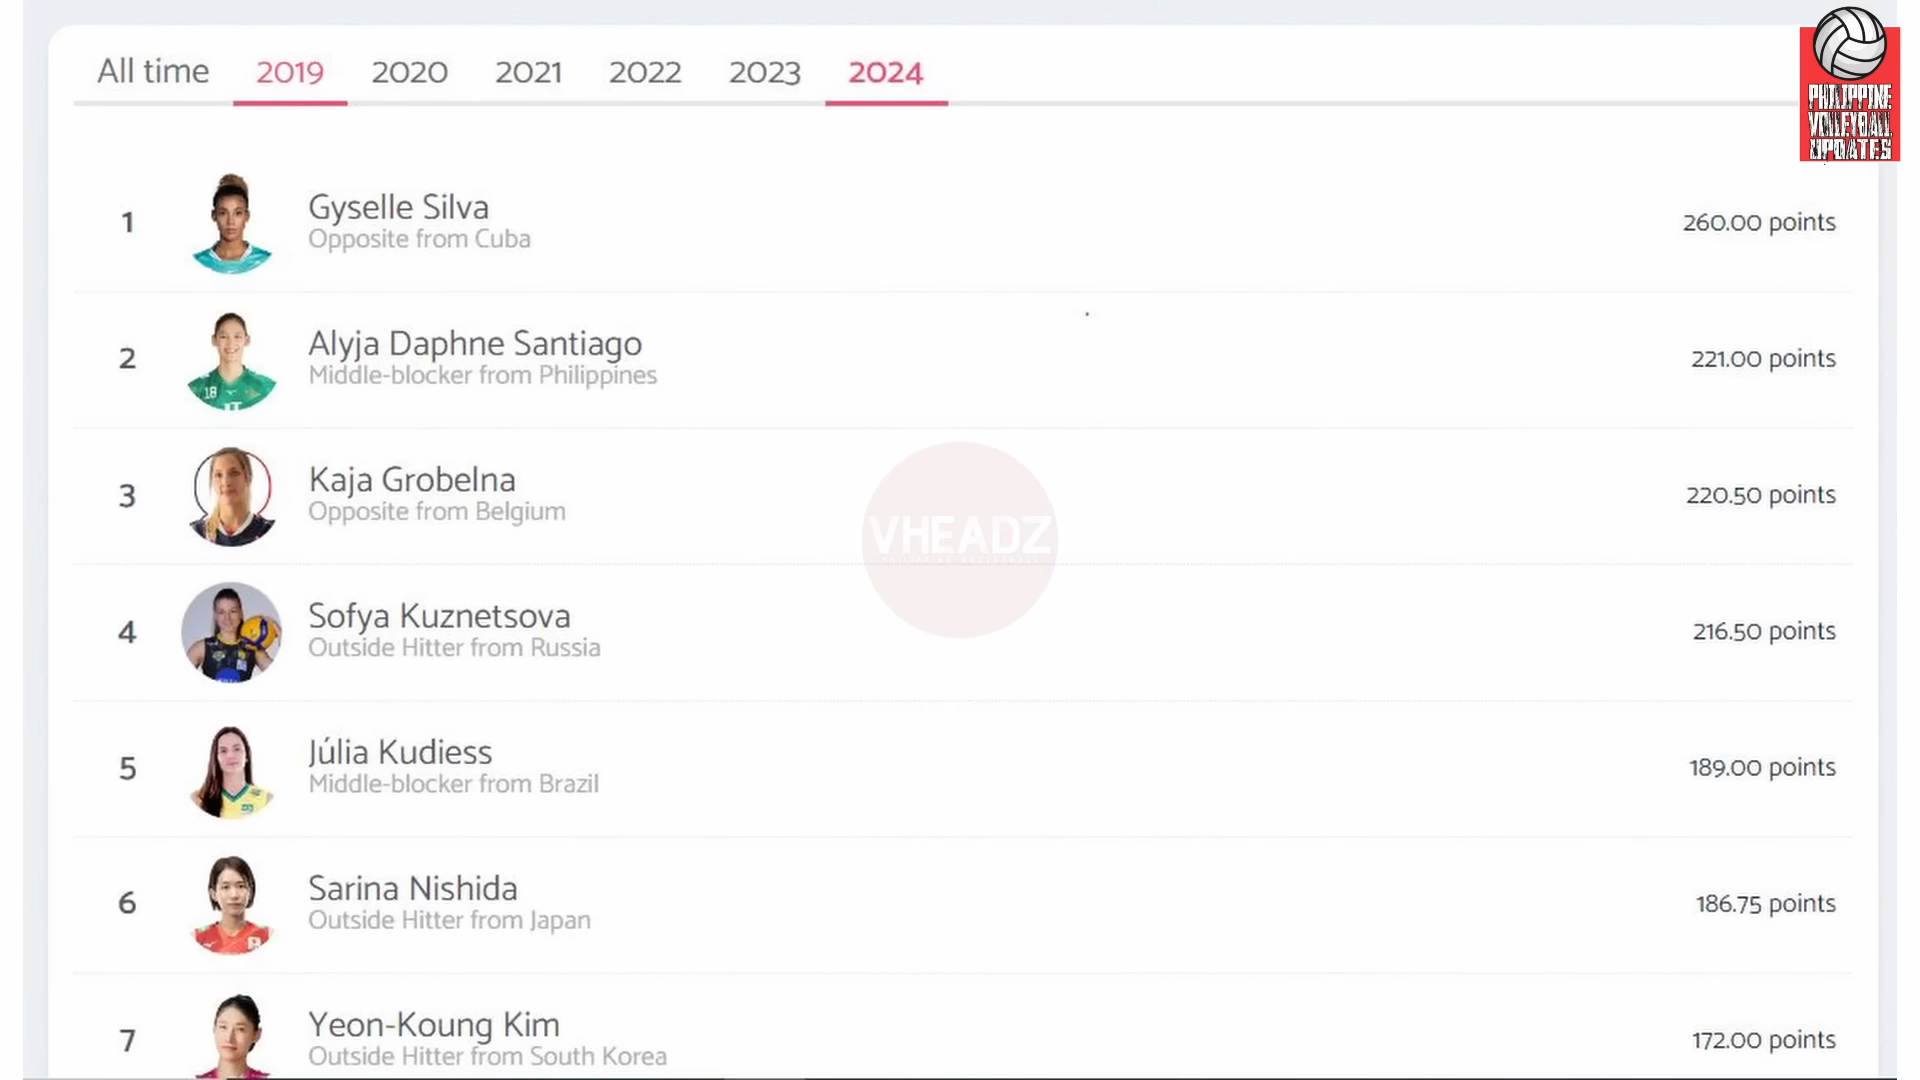 All time 2019 2020 2021 2022 2023 2024
PHILIPPINE
VOLLEYBALL
UPDATES
1 Gyselle Silva 260.00 points
Opposite from Cuba
2 Alyja Daphne Santiago 221.00 points
Middle-blocker from Philippines
18
3 Kaja Grobelna 220.50 points
Opposite from Belgium
VHEADZ
4 Sofya Kuznetsova 216.50 points
Outside Hitter from Russia
5 Júlia Kudiess 189.00 points
Middle-blocker from Brazil
6 Sarina Nishida 186.75 points
Outside Hitter from Japan
7 Yeon-Koung Kim 172.00 points
Outside Hitter from South Korea